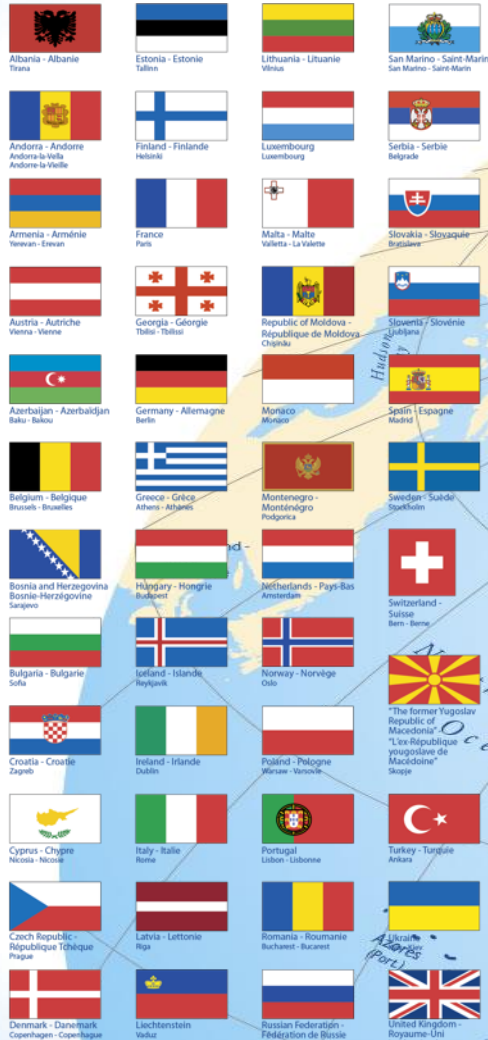 Albania - Albanie
Tirana
Andorra - Andorre
Andorra-la-Vella
Andorre-la-Vieille
Armenia - Arménie
Yerevan - Erevan
Austria - Autriche
Vienna - Vienne
Azerbaijan - Azerbaïdjan
Baku - Bakou
Belgium - Belgique
Brussels - Bruxelles
Bosnia and Herzegovina
Bosnie-Herzégovine
Sarajevo
Bulgaria - Bulgarie
Sofia
Croatia - Croatie
Zagreb
Cyprus - Chypre
Nicosia - Nicosie
Czech Republic -
République Tchèque
Prague
Denmark - Danemark
Copenhagen - Copenhague
Estonia - Estonie
Tallinn
Finland - Finlande
Helsinki
France
Paris
Georgia - Géorgie
Tbilisi - Tbilissi
Germany - Allemagne
Berlin
Greece - Grèce
Athens - Athènes
Hungary - Hongrie
Budapest
Iceland - Islande
Reykjavik
Ireland - Irlande
Dublin
Italy - Italie
Rome
Latvia - Lettonie
Riga
Liechtenstein
Vaduz
Lithuania - Lituanie
Vilnius
Luxembourg
Luxembourg
Malta - Malte
Valletta - La Valette
Republic of Moldova -
République de Moldova
Chişinău
Monaco
Monaco
Montenegro -
Monténégro
Podgorica
Netherlands - Pays-Bas
Amsterdam
Norway - Norvège
Oslo
Poland - Pologne
Warsaw - Varsovie
Portugal
Lisbon - Lisbonne
Romania - Roumanie
Bucharest - Bucarest
Russian Federation -
Fédération de Russie
San Marino - Saint-Marin
San Marino - Saint-Marin
Serbia - Serbie
Belgrade
Slovakia - Slovaquie
Bratislava
Slovenia - Slovénie
Ljubljana
Hudson
Spain - Espagne
Madrid
Sweden - Suède
Stockholm
Switzerland -
Suisse
Bern - Berne
"The former Yugoslav
Republic of
Macedonia"
"L'ex-République
yougoslave de
Macédoine"
Skopje
Turkey - Turquie
Ankara
Ukraine
Kiev
Azores
(Port.)
United Kingdom -
Royaume-Uni